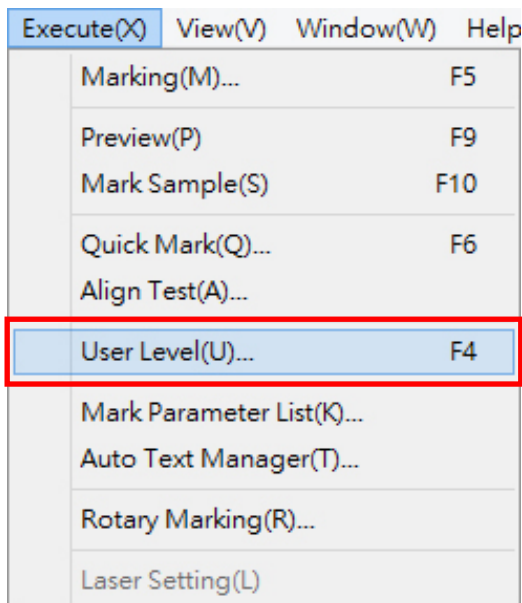 Execute(X) View(V) Window(W) Help
Marking(M)... F5
Preview(P) F9
Mark Sample(S) F10
Quick Mark(Q)... F6
Align Test(A)...
User Level(U)... F4
Mark Parameter List(K)...
Auto Text Manager(T)...
Rotary Marking(R)...
Laser Setting(L)